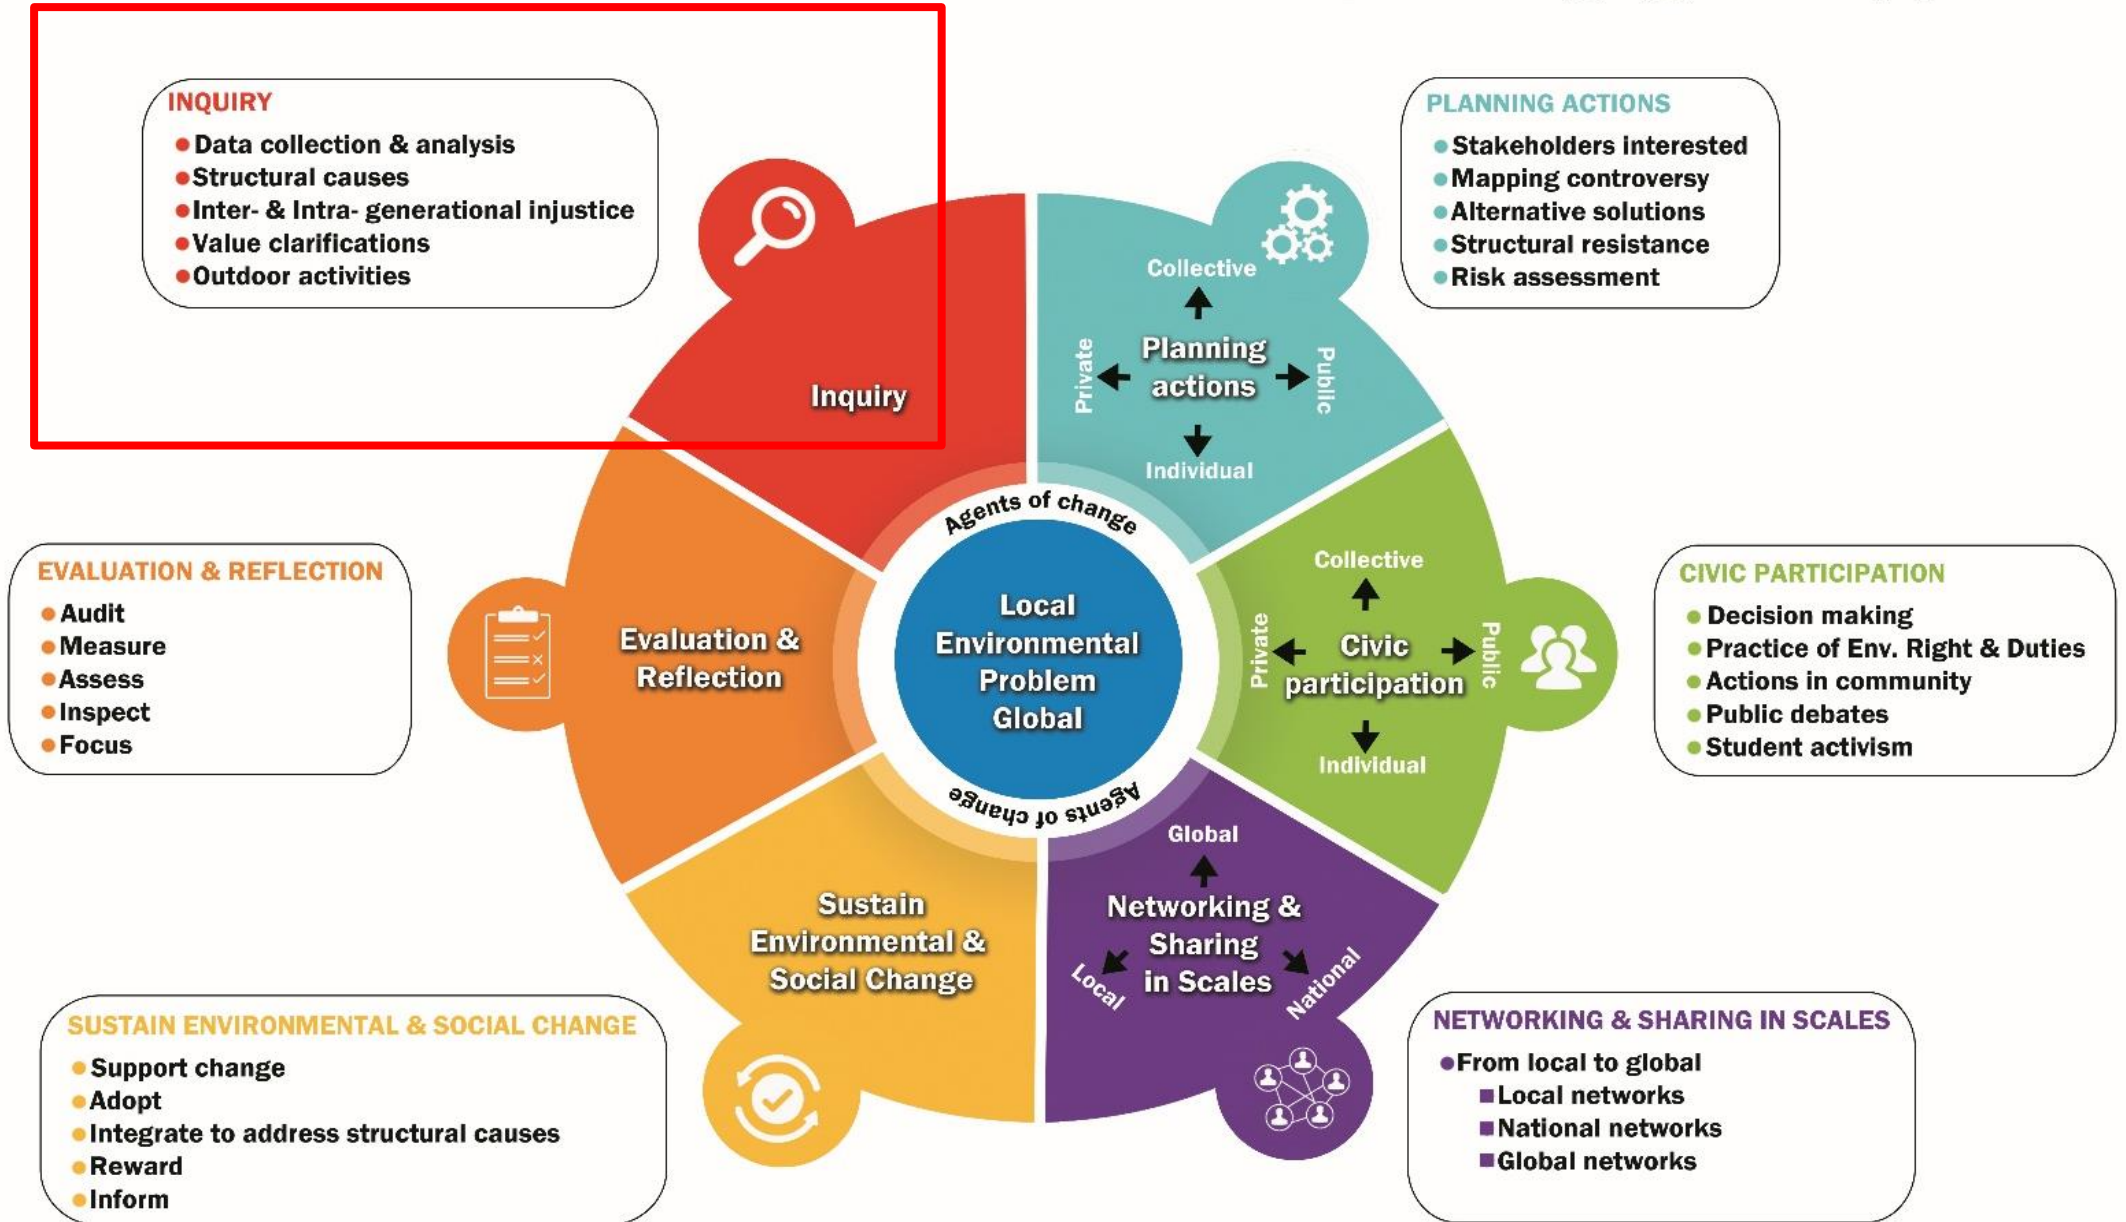 INQUIRY
Data collection & analysis
Structural causes
Inter- & Intra- generational injustice
Value clarifications
Outdoor activities
PLANNING ACTIONS
Stakeholders interested
Mapping controversy
Alternative solutions
Structural resistance
Risk assessment
Inquiry
Collective
Private
Planning
actions
Public
Individual
Agents of change
Local
Environmental
Problem
Global
Agents of change
EVALUATION & REFLECTION
Audit
Measure
Assess
Inspect
Focus
Evaluation &
Reflection
Collective
Private
Civic
participation
Public
Individual
CIVIC PARTICIPATION
Decision making
Practice of Env. Right & Duties
Actions in community
Public debates
Student activism
Sustain
Environmental &
Social Change
Global
Networking &
Sharing
in Scales
Local
National
SUSTAIN ENVIRONMENTAL & SOCIAL CHANGE
Support change
Adopt
Integrate to address structural causes
Reward
Inform
NETWORKING & SHARING IN SCALES
From local to global
Local networks
National networks
Global networks